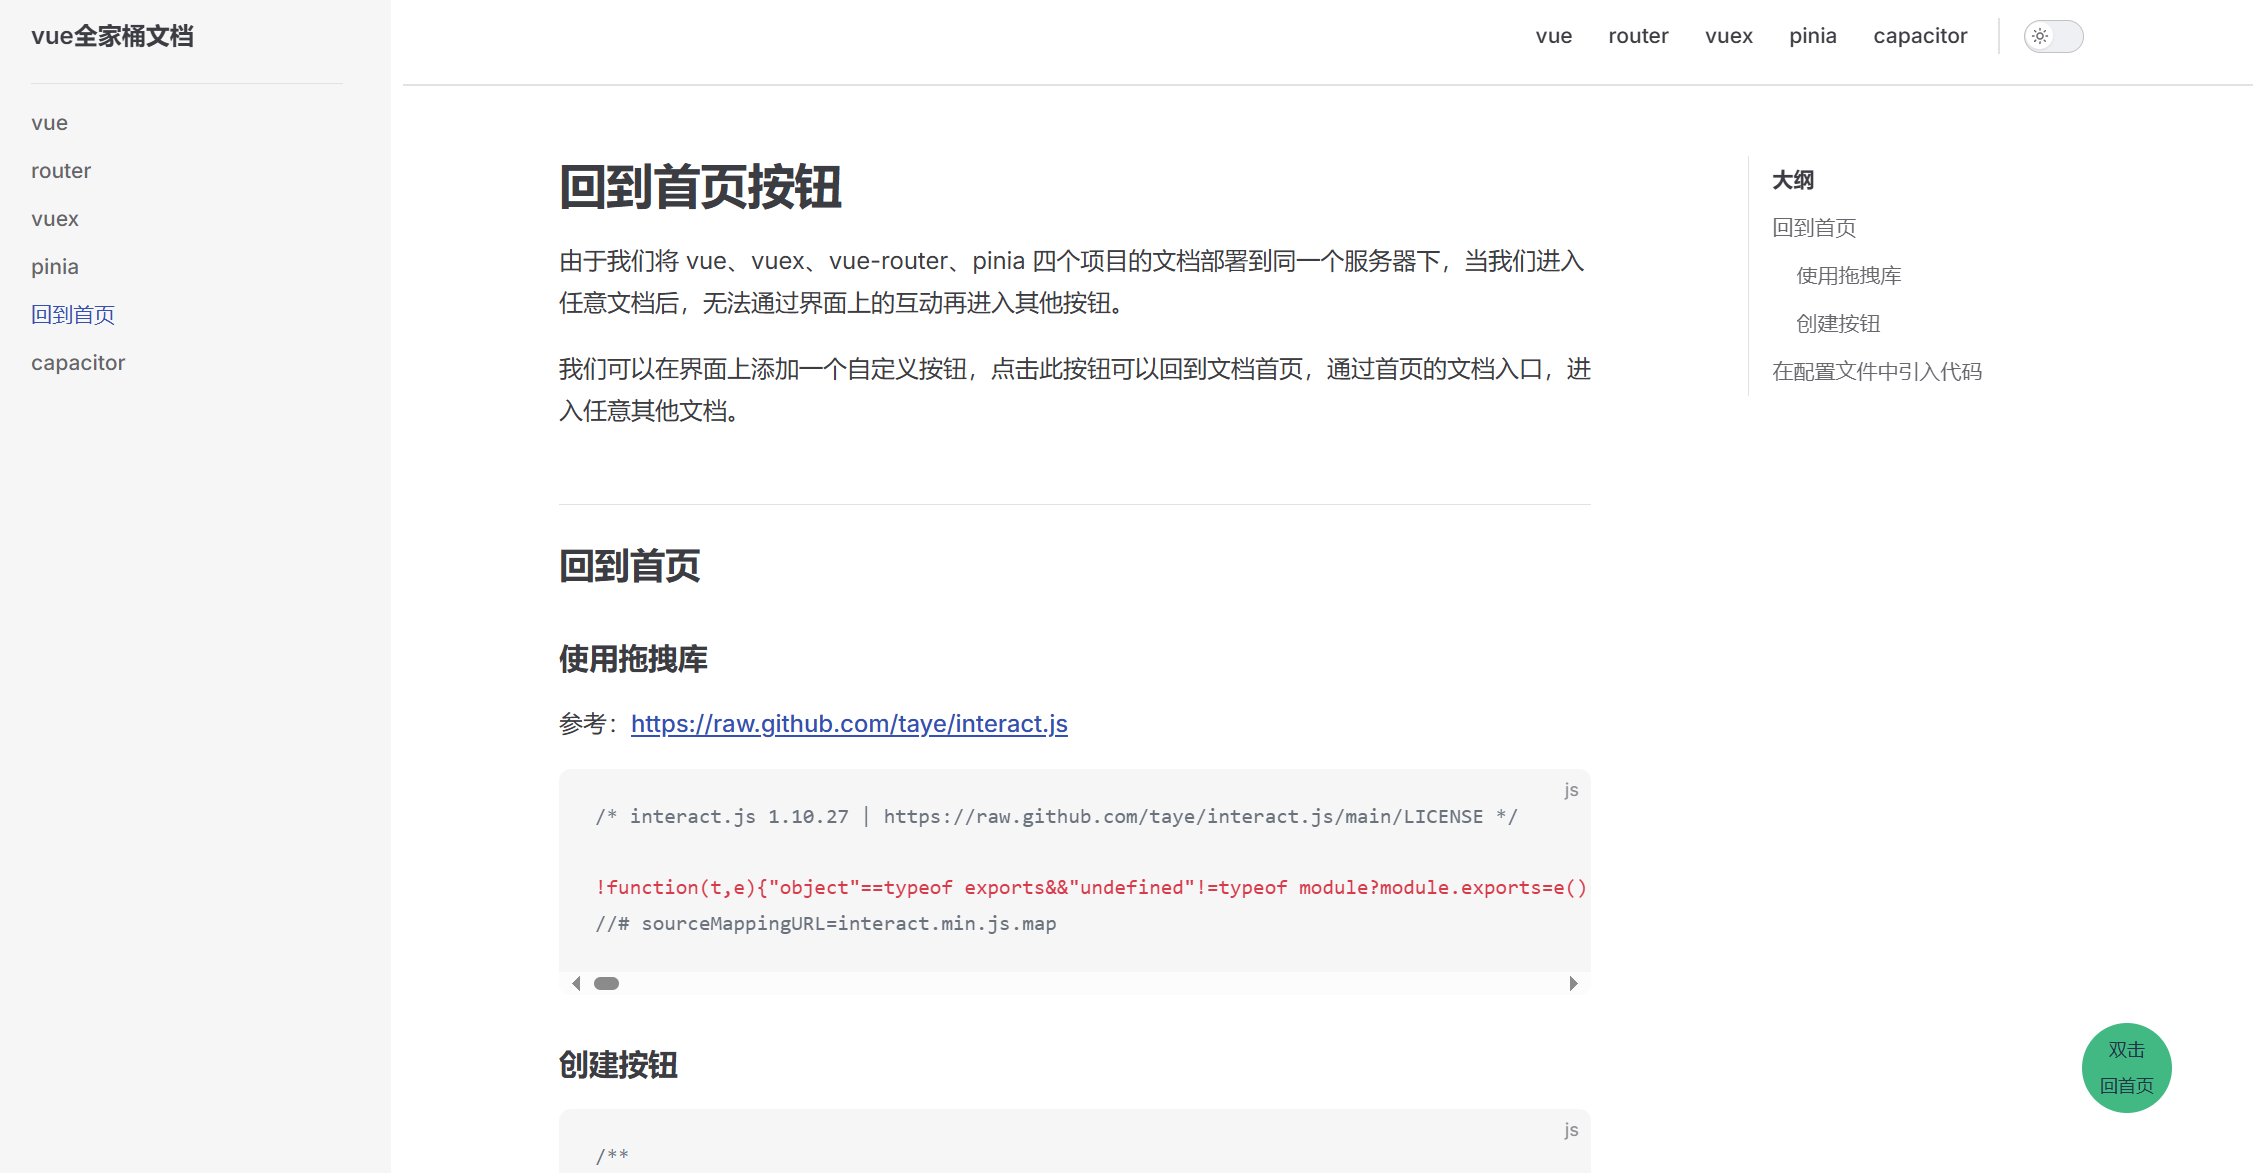 vue全家桶文档
vue
router
vuex
pinia
回到首页
capacitor
vue
router
vuex
pinia
capacitor
回到首页按钮
由于我们将 vue、vuex、vue-router、pinia 四个项目的文档部署到同一个服务器下，当我们进入
任意文档后，无法通过界面上的互动再进入其他按钮。
我们可以在界面上添加一个自定义按钮，点击此按钮可以回到文档首页，通过首页的文档入口，进
入任意其他文档。
回到首页
使用拖拽库
参考：https://raw.github.com/taye/interact.js
js
/* interact.js 1.10.27 | https://raw.github.com/taye/interact.js/main/LICENSE */
!function(t,e){"object"==typeof exports&&"undefined"!=typeof module?module.exports=e()
//# sourceMappingURL=interact.min.js.map
创建按钮
js
/**
大纲
回到首页
使用拖拽库
创建按钮
在配置文件中引入代码
双击
回首页